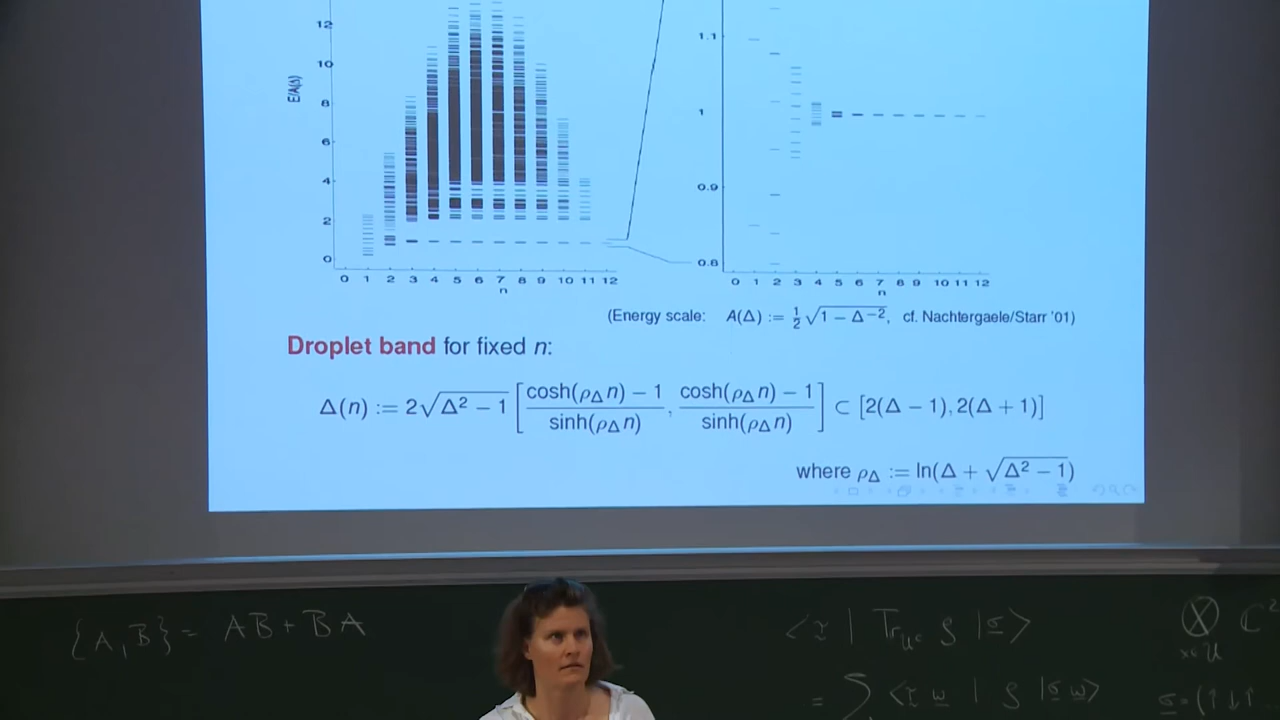 12
10
8
6
4
2
0
E/A(Δ)
0 1 2 3 4 5 6 7 8 9 10 11 12
n
1.1
1
0.9
0.8
0 1 2 3 4 5 6 7 8 9 10 11 12
n
(Energy scale: A(Δ) := ½ √(1 − Δ⁻²), cf. Nachtergaele/Starr '01)
Droplet band for fixed n:
Δ(n) := 2√(Δ² − 1) [ (cosh(ρ_Δ n) − 1)/sinh(ρ_Δ n), (cosh(ρ_Δ n) − 1)/sinh(ρ_Δ n) ] ⊂ [2(Δ − 1), 2(Δ + 1)]
where ρ_Δ := ln(Δ + √(Δ² − 1))
{A,B} = AB + BA
⟨τ | Tr_{U^c} ρ |σ⟩
= ∑ ⟨τ w | ρ |σ w⟩
⊗_{x∈U} ℂ²
σ = (↑↓↑